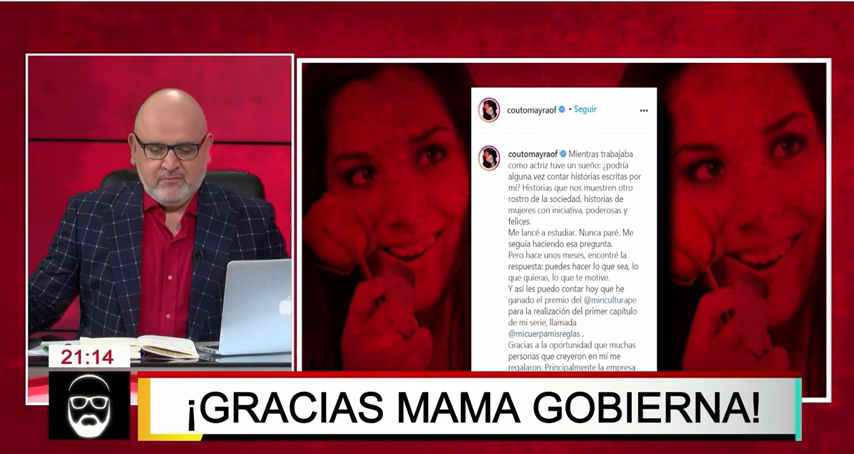 coutomayraof • Seguir
...
coutomayraof Mientras trabajaba
como actriz tuve un sueño: ¿podría
alguna vez contar historias escritas por
mí? Historias que nos muestren otro
rostro de la sociedad, historias de
mujeres con iniciativa, poderosas y
felices.
Me lancé a estudiar. Nunca paré. Me
seguía haciendo esa pregunta.
Pero hace unos meses, encontré la
respuesta: puedes hacer lo que sea, lo
que quieras, lo que te motive.
Y así les puedo contar hoy que he
ganado el premio del @minculturape
para la realización del primer capítulo
de mi serie, llamada
@micuerpamisreglas .
Gracias a la oportunidad que muchas
personas que creyeron en mí me
regalaron. Principalmente la empresa
21:14
¡GRACIAS MAMA GOBIERNA!